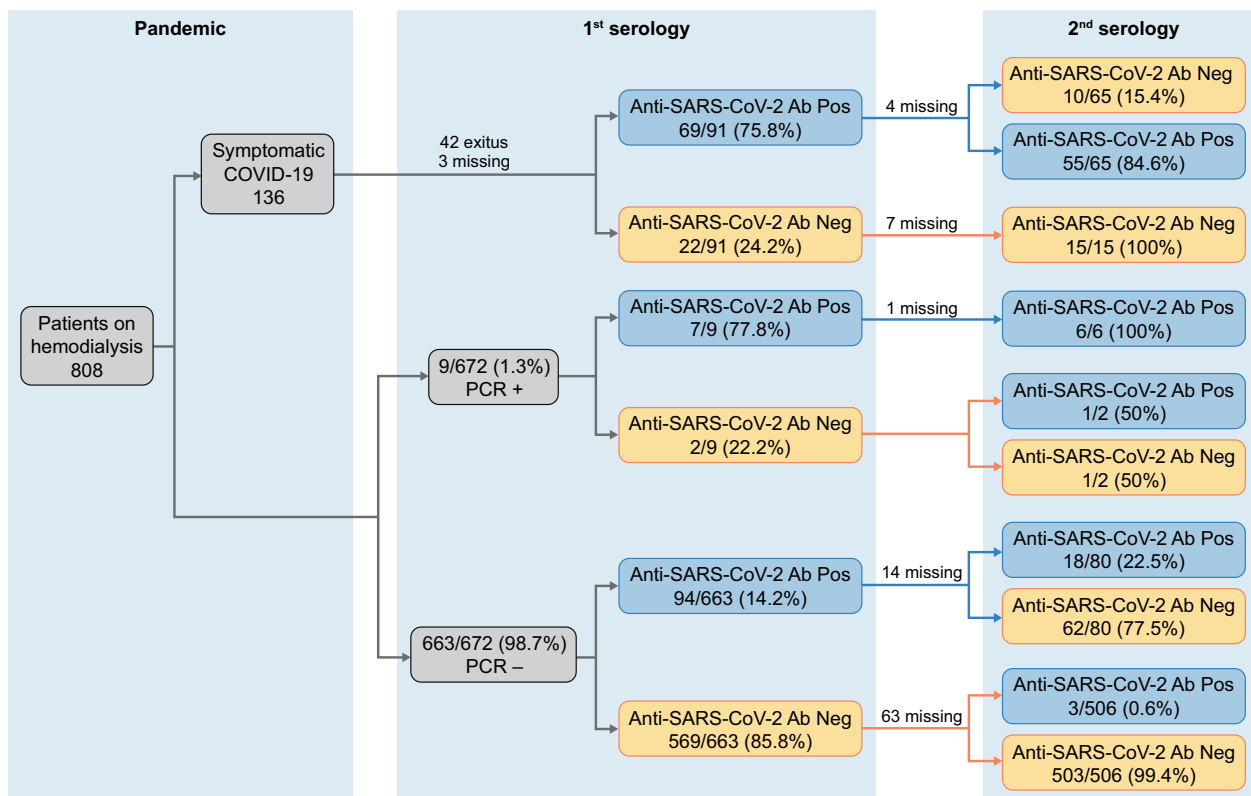 Pandemic
1st serology
2nd serology
Patients on
hemodialysis
808
Symptomatic
COVID-19
136
42 exitus
3 missing
Anti-SARS-CoV-2 Ab Pos
69/91 (75.8%)
4 missing
Anti-SARS-CoV-2 Ab Neg
10/65 (15.4%)
Anti-SARS-CoV-2 Ab Pos
55/65 (84.6%)
Anti-SARS-CoV-2 Ab Neg
22/91 (24.2%)
7 missing
Anti-SARS-CoV-2 Ab Neg
15/15 (100%)
9/672 (1.3%)
PCR +
Anti-SARS-CoV-2 Ab Pos
7/9 (77.8%)
1 missing
Anti-SARS-CoV-2 Ab Pos
6/6 (100%)
Anti-SARS-CoV-2 Ab Neg
2/9 (22.2%)
Anti-SARS-CoV-2 Ab Pos
1/2 (50%)
Anti-SARS-CoV-2 Ab Neg
1/2 (50%)
663/672 (98.7%)
PCR –
Anti-SARS-CoV-2 Ab Pos
94/663 (14.2%)
14 missing
Anti-SARS-CoV-2 Ab Pos
18/80 (22.5%)
Anti-SARS-CoV-2 Ab Neg
62/80 (77.5%)
Anti-SARS-CoV-2 Ab Neg
569/663 (85.8%)
63 missing
Anti-SARS-CoV-2 Ab Pos
3/506 (0.6%)
Anti-SARS-CoV-2 Ab Neg
503/506 (99.4%)